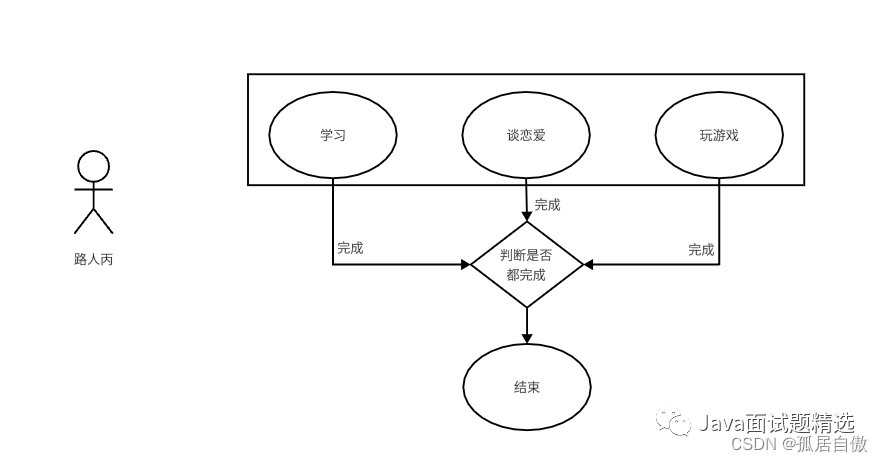 学习
谈恋爱
玩游戏
完成
完成
完成
判断是否
都完成
路人丙
结束
Java面试题精选
CSDN @孤居自傲